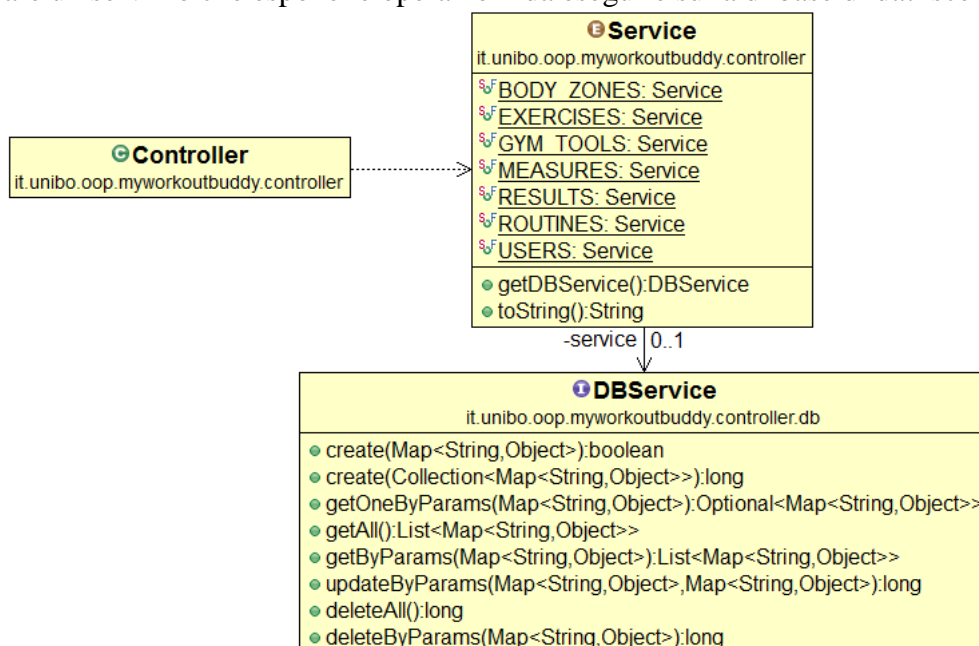 Service
it.unibo.oop.myworkoutbuddy.controller
BODY_ZONES: Service
EXERCISES: Service
GYM_TOOLS: Service
MEASURES: Service
RESULTS: Service
ROUTINES: Service
USERS: Service
getDBService():DBService
toString():String
Controller
it.unibo.oop.myworkoutbuddy.controller
-service 0..1
DBService
it.unibo.oop.myworkoutbuddy.controller.db
create(Map<String,Object>):boolean
create(Collection<Map<String,Object>>):long
getOneByParams(Map<String,Object>):Optional<Map<String,Object>>
getAll():List<Map<String,Object>>
getByParams(Map<String,Object>):List<Map<String,Object>>
updateByParams(Map<String,Object>,Map<String,Object>):long
deleteAll():long
deleteByParams(Map<String,Object>):long